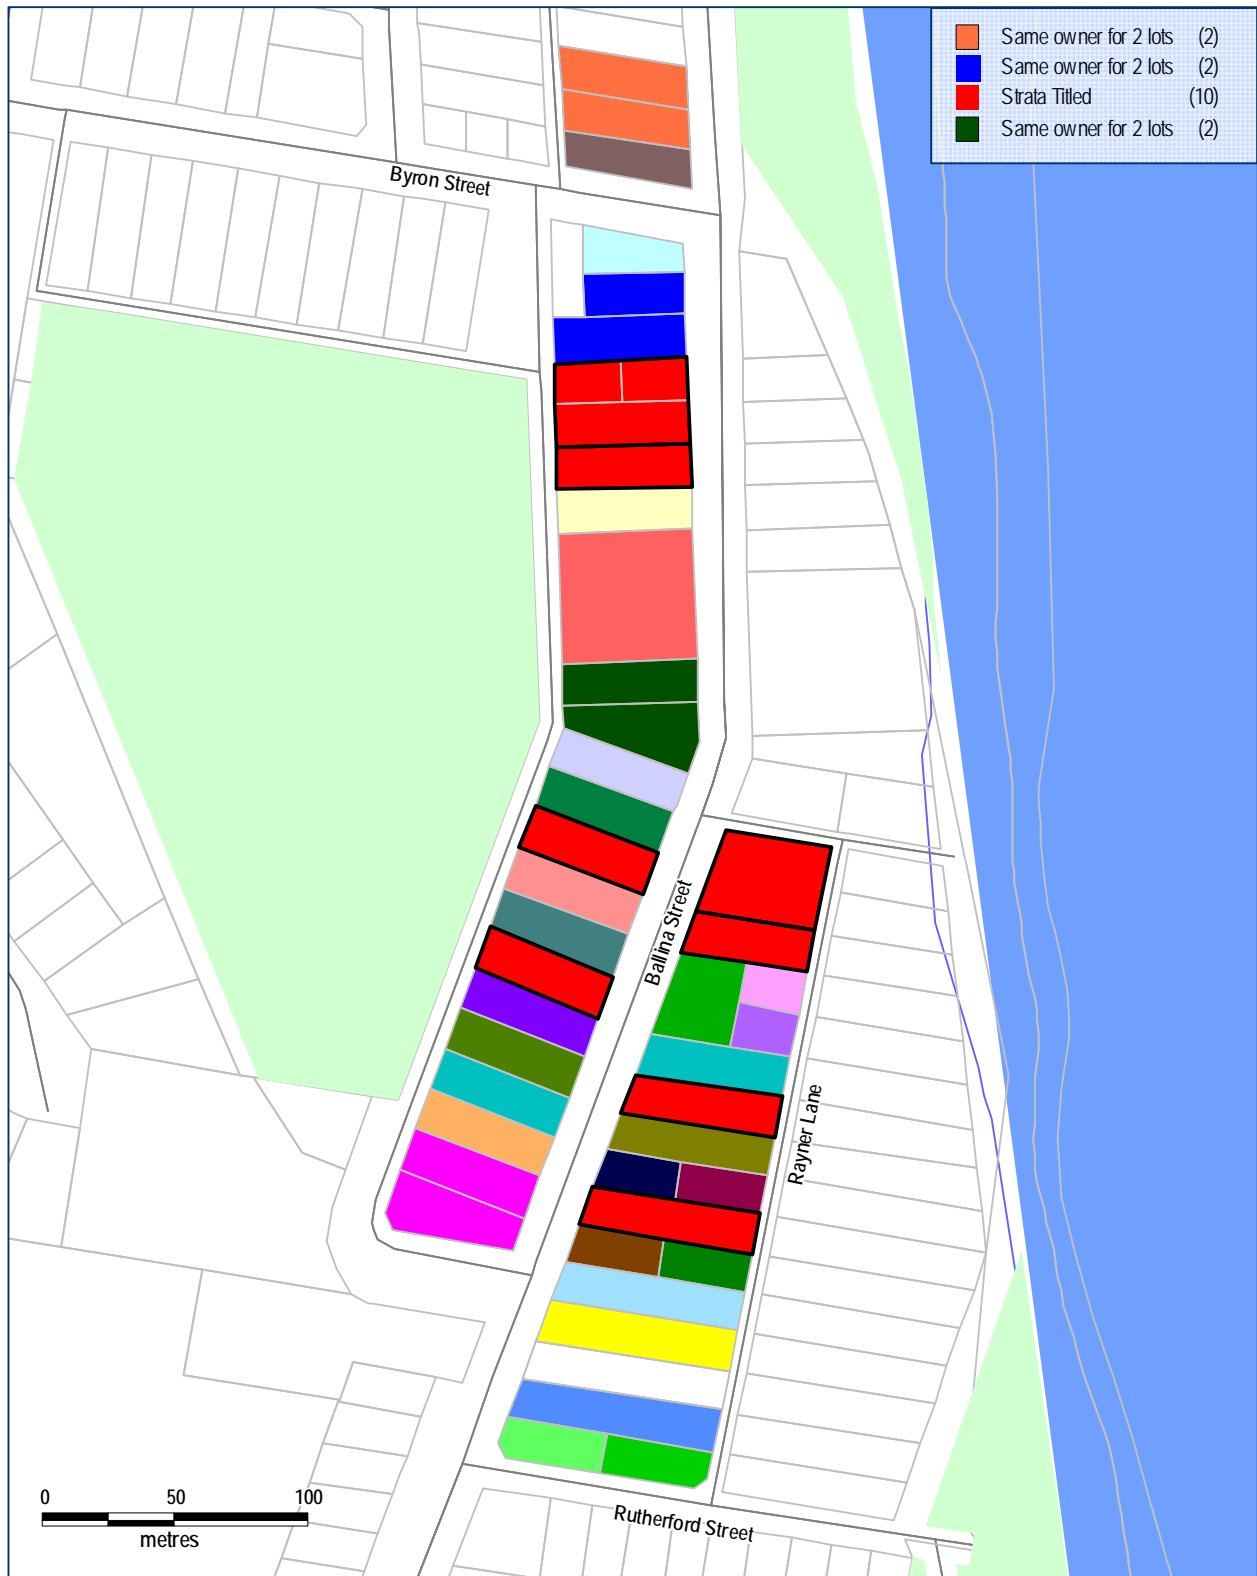 Same owner for 2 lots (2)
Same owner for 2 lots (2)
Strata Titled (10)
Same owner for 2 lots (2)
Byron Street
Ballina Street
Rayner Lane
Rutherford Street
0 50 100
metres